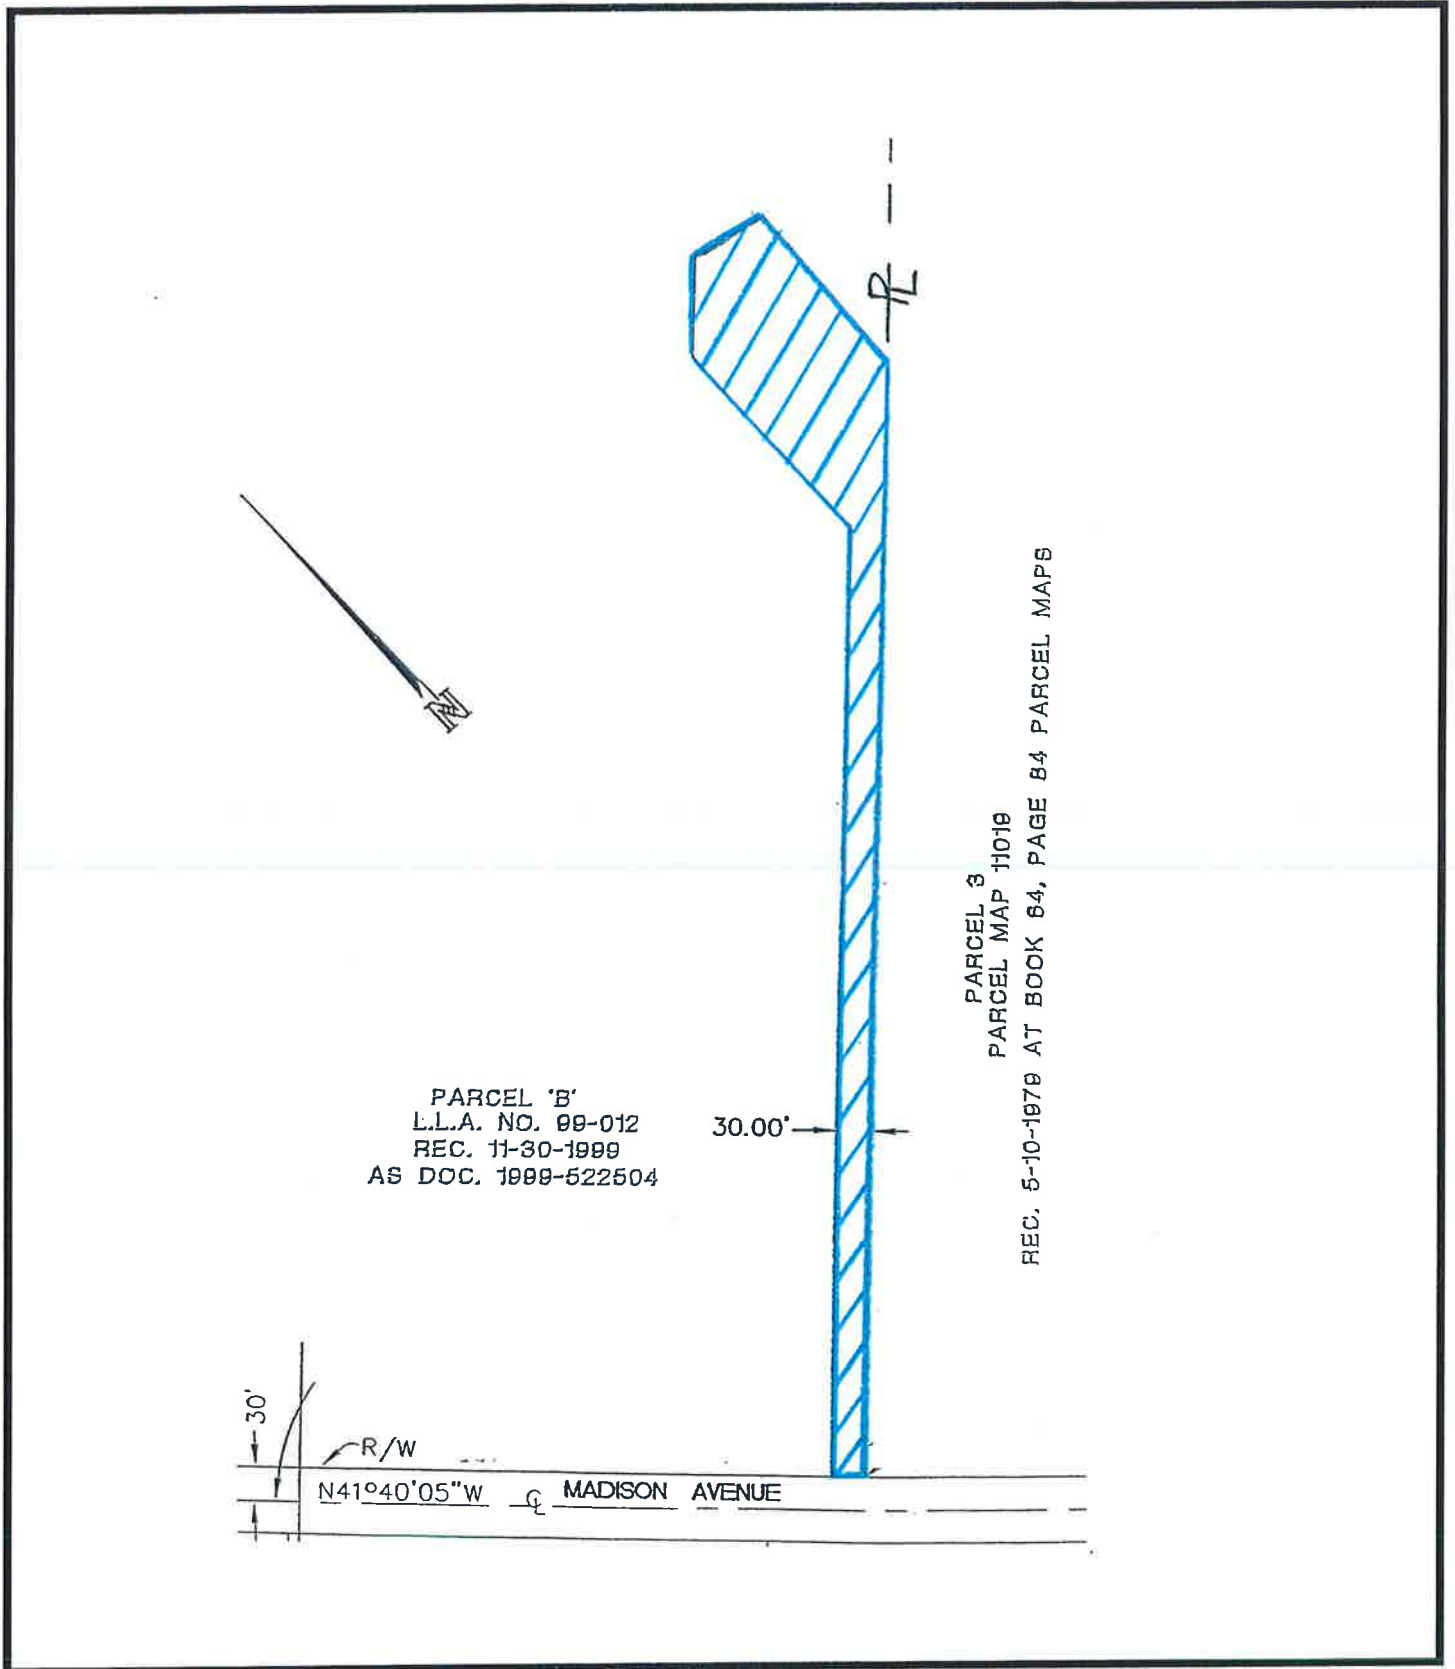 PL
N
PARCEL 3
PARCEL MAP 11019
REC. 5-10-1979 AT BOOK 84, PAGE 84 PARCEL MAPS
PARCEL 'B'
L.L.A. NO. 99-012
REC. 11-30-1999
AS DOC. 1999-522504
30.00'
30'
R/W
N41°40'05"W CL MADISON AVENUE